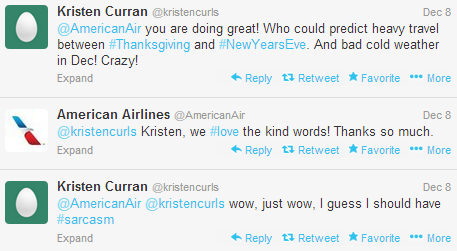 Kristen Curran @kristencurls Dec 8
@AmericanAir you are doing great! Who could predict heavy travel
between #Thanksgiving and #NewYearsEve. And bad cold weather
in Dec! Crazy!
Expand Reply Retweet Favorite More
American Airlines @AmericanAir Dec 8
@kristencurls Kristen, we #love the kind words! Thanks so much.
Expand Reply Retweet Favorite More
Kristen Curran @kristencurls Dec 8
@AmericanAir @kristencurls wow, just wow, I guess I should have
#sarcasm
Expand Reply Retweet Favorite More